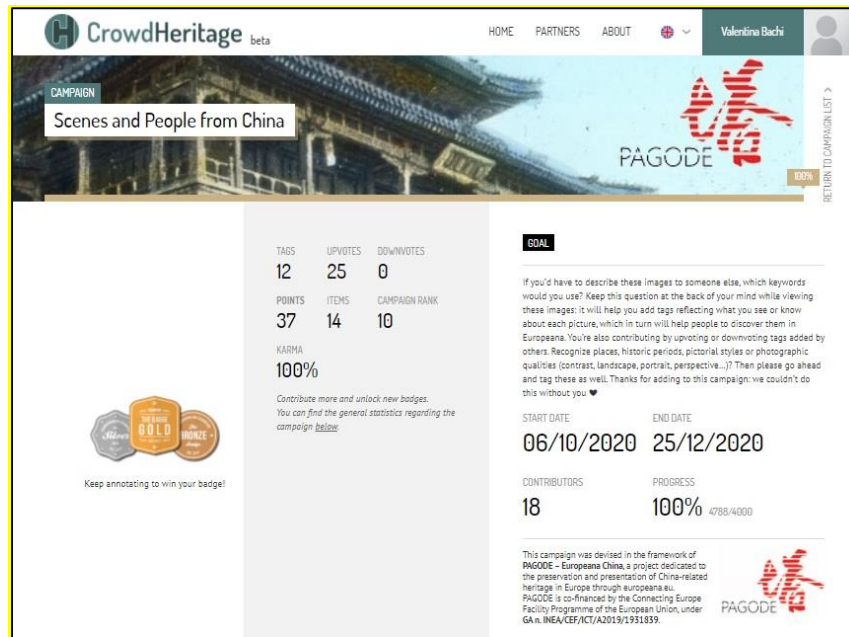 CrowdHeritage beta
HOME PARTNERS ABOUT
Valentina Bachi
CAMPAIGN
Scenes and People from China
PAGODE
100%
RETURN TO CAMPAIGN LIST >
TAGS UPVOTES DOWNVOTES
12 25 0
POINTS ITEMS CAMPAIGN RANK
37 14 10
KARMA
100%
Contribute more and unlock new badges.
You can find the general statistics regarding the
campaign below.
Silver
THE BADGE
GOLD
BRONZE
Keep annotating to win your badge!
GOAL
If you'd have to describe these images to someone else, which keywords
would you use? Keep this question at the back of your mind while viewing
these images: it will help you add tags reflecting what you see or know
about each picture, which in turn will help people to discover them in
Europeana. You're also contributing by upvoting or downvoting tags added by
others. Recognize places, historic periods, pictorial styles or photographic
qualities (contrast, landscape, portrait, perspective...)? Then please go ahead
and tag these as well. Thanks for adding to this campaign: we couldn't do
this without you ❤
START DATE END DATE
06/10/2020 25/12/2020
CONTRIBUTORS PROGRESS
18 100% 4788/4000
This campaign was devised in the framework of
PAGODE – Europeana China, a project dedicated to
the preservation and presentation of China-related
heritage in Europe through europeana.eu.
PAGODE is co-financed by the Connecting Europe
Facility Programme of the European Union, under
GA n. INEA/CEF/ICT/A2019/1931839.
PAGODE